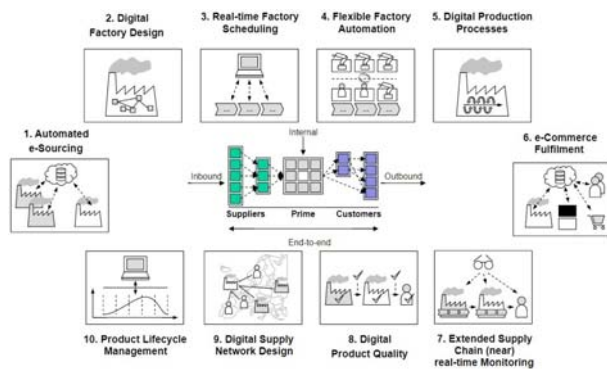 2. Digital
Factory Design
3. Real-time Factory
Scheduling
4. Flexible Factory
Automation
5. Digital Production
Processes
1. Automated
e-Sourcing
Internal
Inbound
Outbound
Suppliers
Prime
Customers
End-to-end
6. e-Commerce
Fulfilment
10. Product Lifecycle
Management
9. Digital Supply
Network Design
8. Digital
Product Quality
7. Extended Supply
Chain (near)
real-time Monitoring